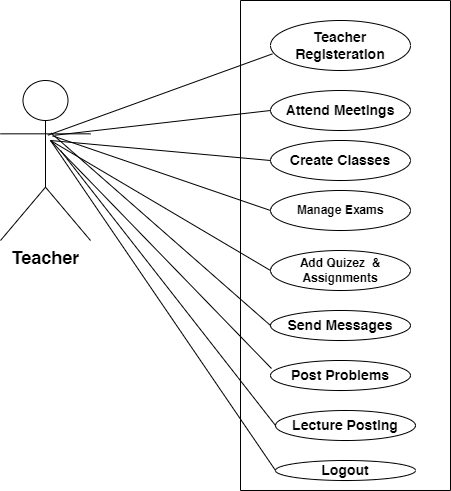 Teacher
Registeration
Attend Meetings
Create Classes
Manage Exams
Teacher
Add Quizez &
Assignments
Send Messages
Post Problems
Lecture Posting
Logout